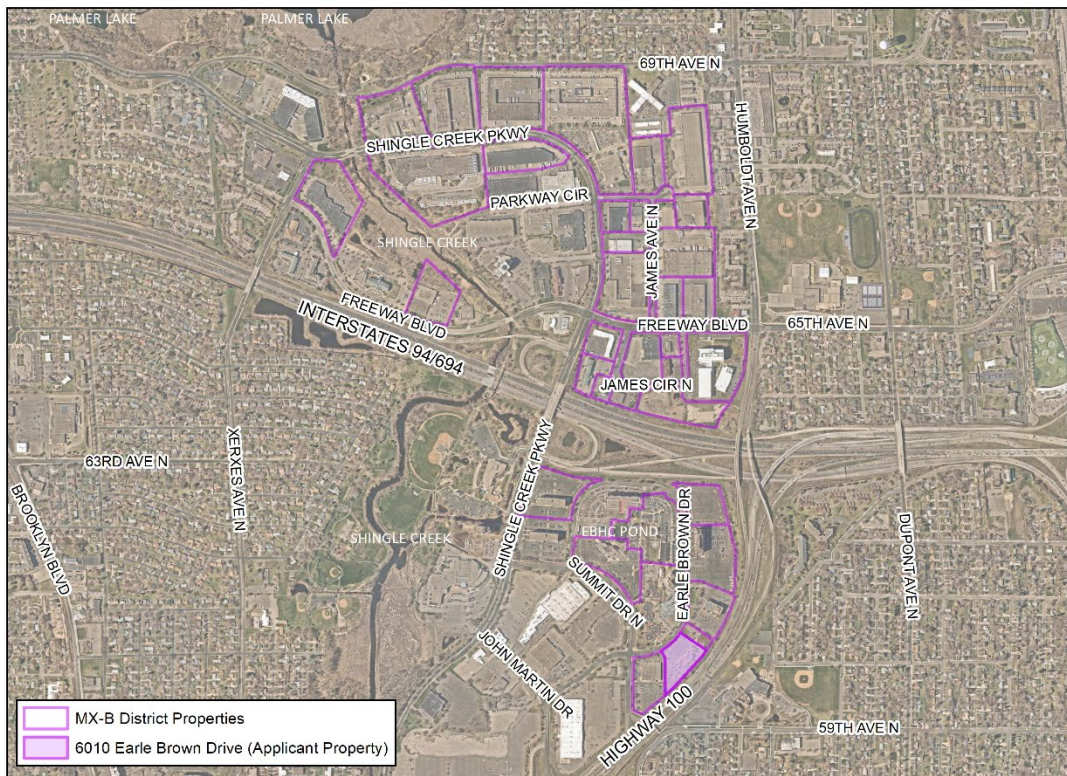 PALMER LAKE
PALMER LAKE
69TH AVE N
HUMBOLDT AVE N
SHINGLE CREEK PKWY
PARKWAY CIR
JAMES AVE N
SHINGLE CREEK
FREEWAY BLVD
INTERSTATES 94/694
FREEWAY BLVD
65TH AVE N
JAMES CIR N
63RD AVE N
XERXES AVE N
BROOKLYN BLVD
SHINGLE CREEK PKWY
SHINGLE CREEK
EBHC POND
EARLE BROWN DR
SUMMIT DR N
DUPONT AVE N
JOHN MARTIN DR
HIGHWAY 100
59TH AVE N
MX-B District Properties
6010 Earle Brown Drive (Applicant Property)